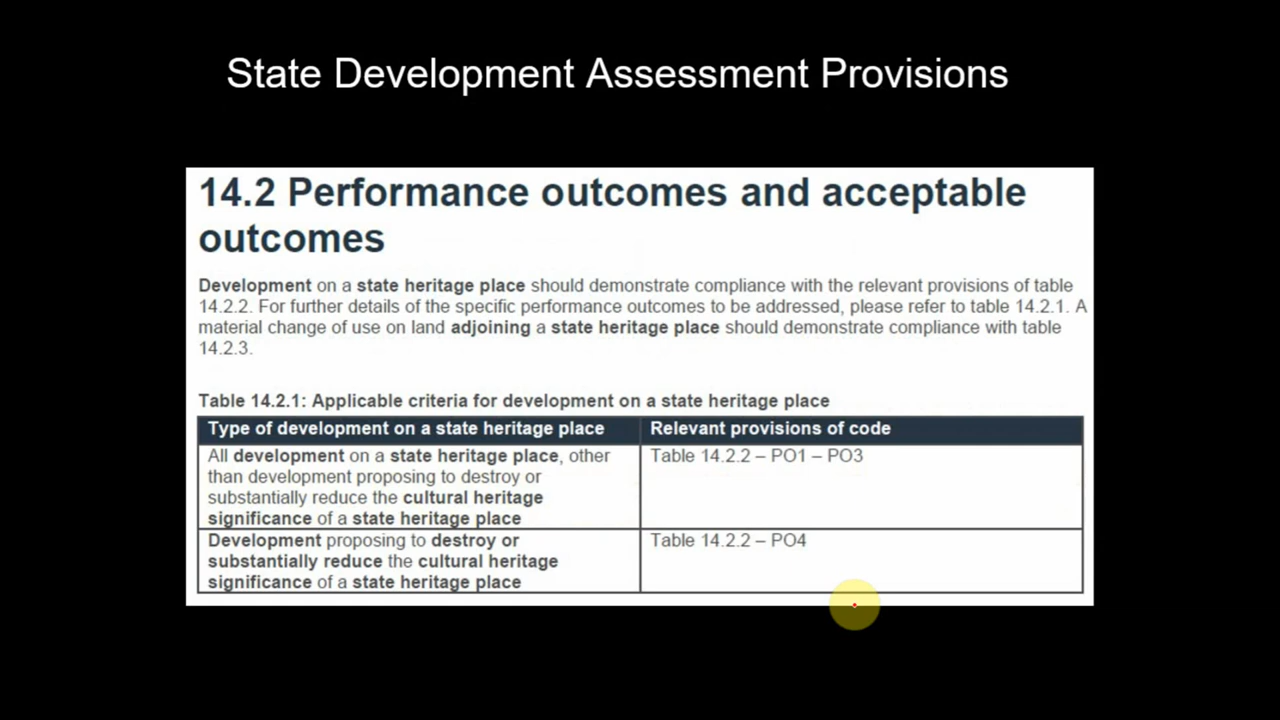 State Development Assessment Provisions
14.2 Performance outcomes and acceptable
outcomes
Development on a state heritage place should demonstrate compliance with the relevant provisions of table
14.2.2. For further details of the specific performance outcomes to be addressed, please refer to table 14.2.1. A
material change of use on land adjoining a state heritage place should demonstrate compliance with table
14.2.3.
Table 14.2.1: Applicable criteria for development on a state heritage place
Type of development on a state heritage place
Relevant provisions of code
All development on a state heritage place, other
than development proposing to destroy or
substantially reduce the cultural heritage
significance of a state heritage place
Table 14.2.2 – PO1 – PO3
Development proposing to destroy or
substantially reduce the cultural heritage
significance of a state heritage place
Table 14.2.2 – PO4